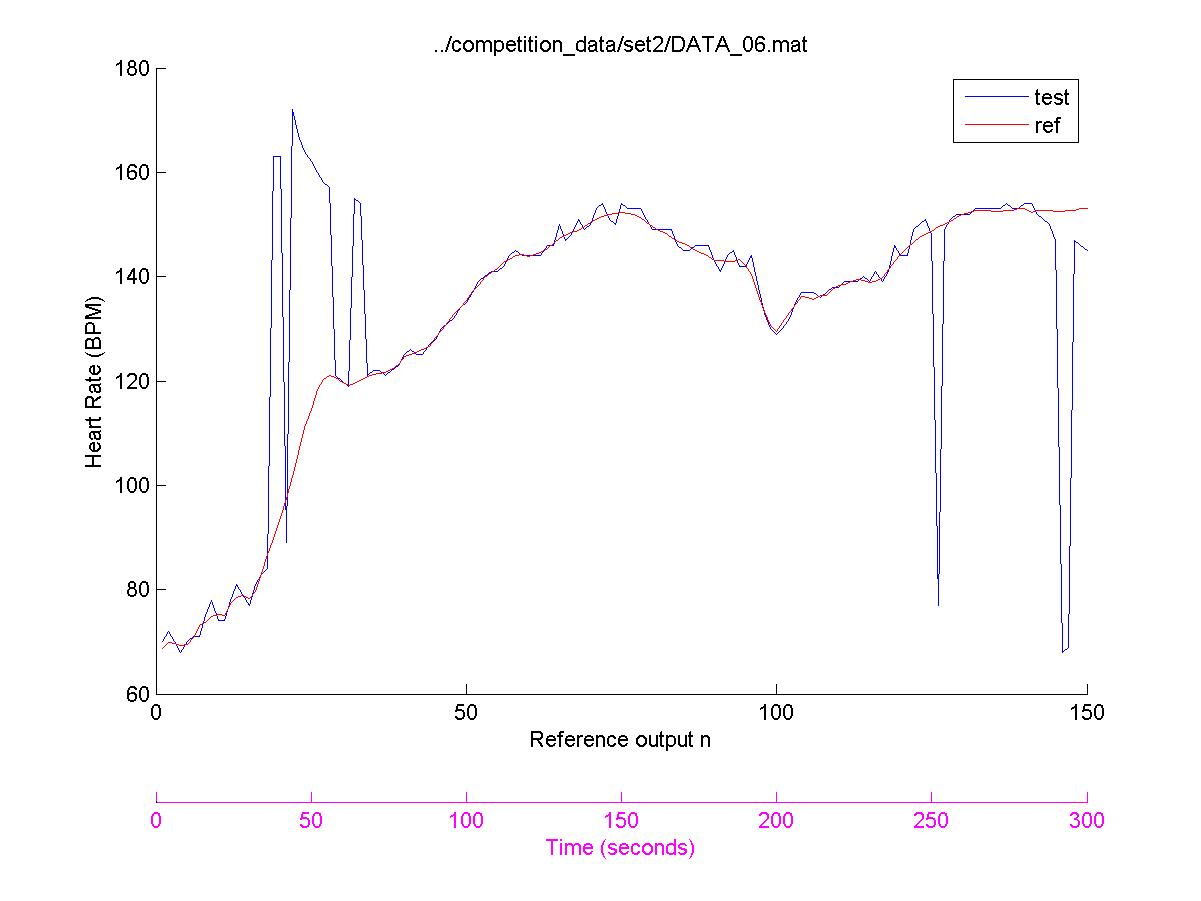 ../competition_data/set2/DATA_06.mat
test
ref
180
160
140
120
100
80
60
Heart Rate (BPM)
0 50 100 150
Reference output n
0 50 100 150 200 250 300
Time (seconds)